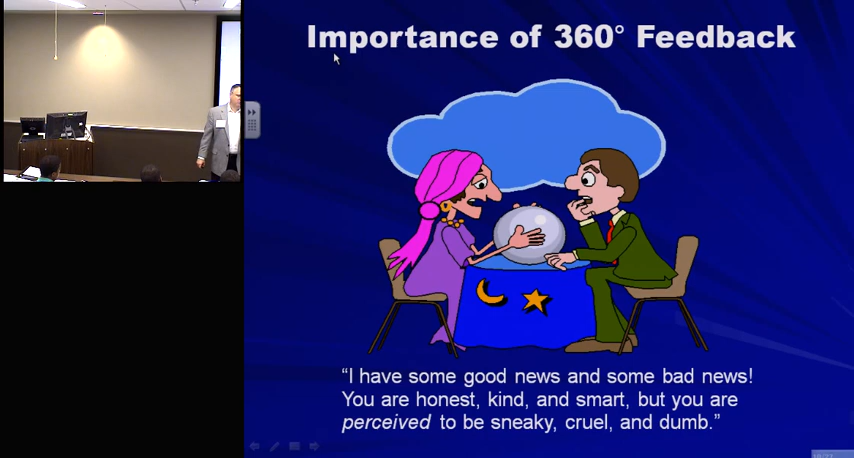 Importance of 360° Feedback
“I have some good news and some bad news!
You are honest, kind, and smart, but you are
perceived to be sneaky, cruel, and dumb.”